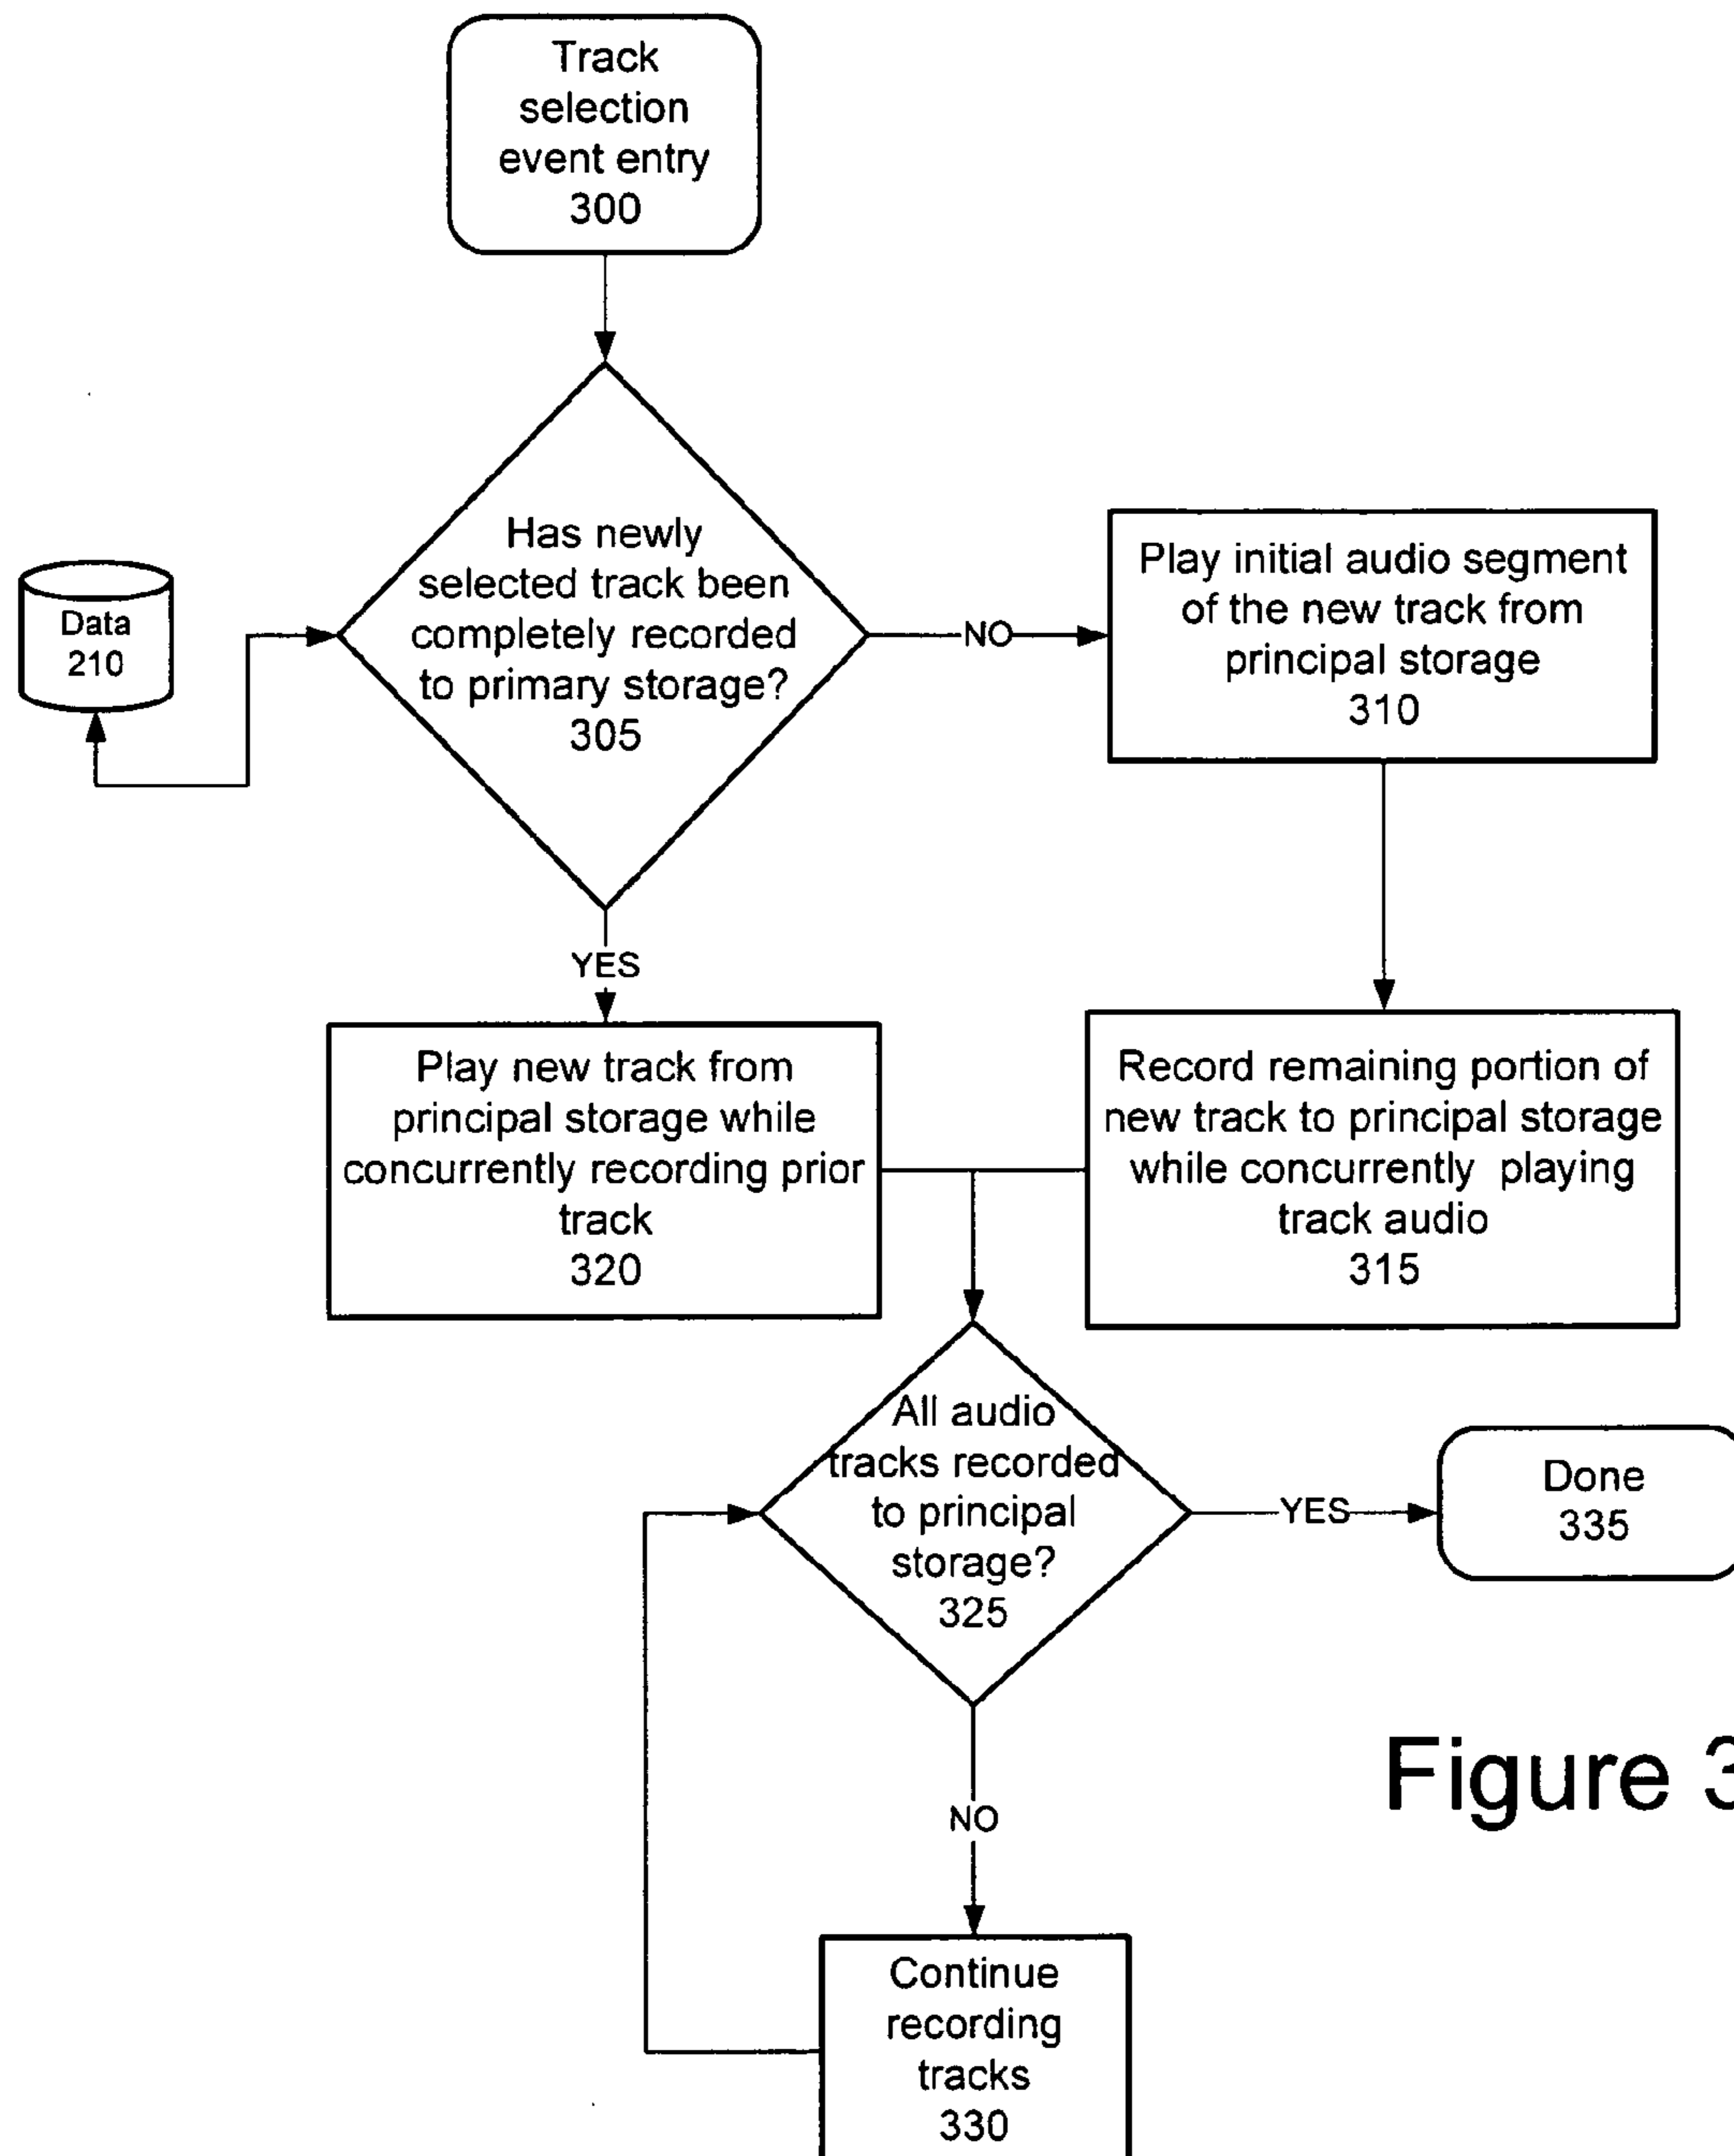 Track
selection
event entry
300
Has newly
selected track been
completely recorded
to primary storage?
305
Data
210
NO
Play initial audio segment
of the new track from
principal storage
310
YES
Play new track from
principal storage while
concurrently recording prior
track
320
Record remaining portion of
new track to principal storage
while concurrently playing
track audio
315
All audio
tracks recorded
to principal
storage?
325
YES
Done
335
NO
Figure 3
Continue
recording
tracks
330